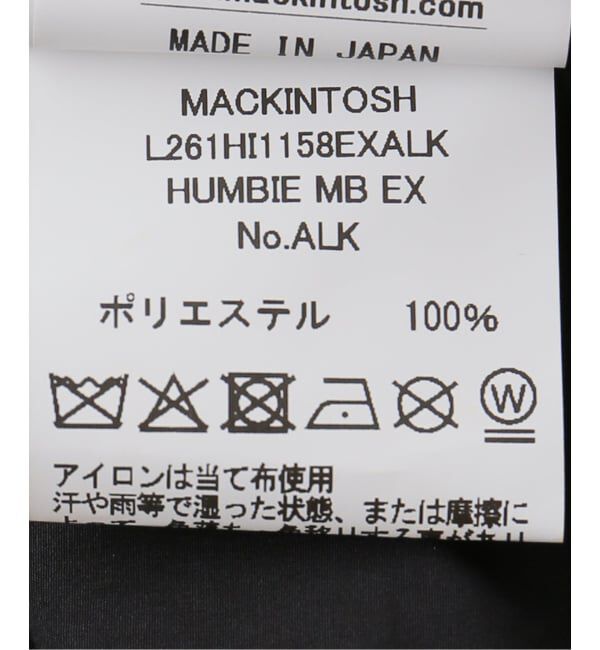 MADE IN JAPAN
MACKINTOSH
L261HI1158EXALK
HUMBIE MB EX
No.ALK
ポリエステル 100%
W
アイロンは当て布使用
汗や雨等で湿った状態、または摩擦に